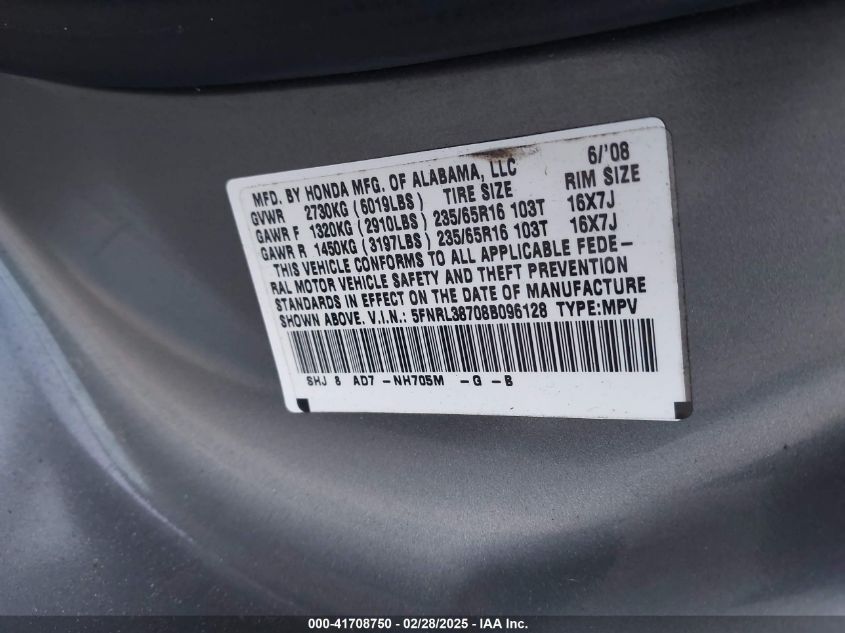 MFD. BY HONDA MFG. OF ALABAMA, LLC 6/'08
GVWR 2730KG (6019LBS) TIRE SIZE RIM SIZE
GAWR F 1320KG (2910LBS) 235/65R16 103T 16X7J
GAWR R 1450KG (3197LBS) 235/65R16 103T 16X7J
THIS VEHICLE CONFORMS TO ALL APPLICABLE FEDE-
RAL MOTOR VEHICLE SAFETY AND THEFT PREVENTION
STANDARDS IN EFFECT ON THE DATE OF MANUFACTURE
SHOWN ABOVE. V.I.N.: 5FNRL38708B096128 TYPE:MPV
SHJ 8 AD7 -NH705M -G -B
000-41708750 - 02/28/2025 - IAA Inc.